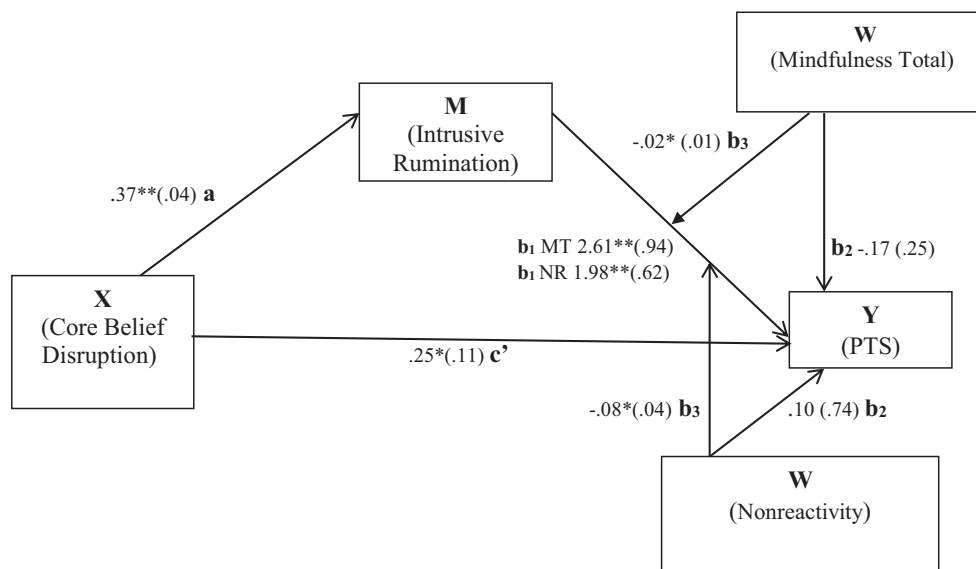 W
(Mindfulness Total)
M
(Intrusive
Rumination)
-.02* (.01) b3
.37**(.04) a
b1 MT 2.61**(.94)
b1 NR 1.98**(.62)
b2 -.17 (.25)
X
(Core Belief
Disruption)
Y
(PTS)
.25*(.11) c’
-.08*(.04) b3
.10 (.74) b2
W
(Nonreactivity)